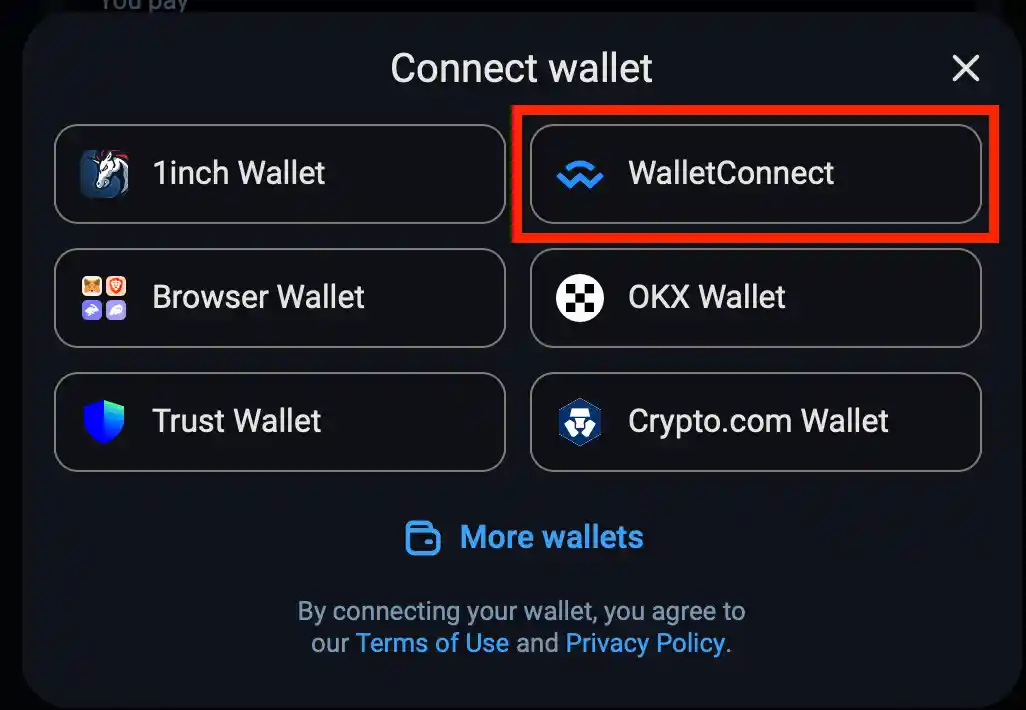 You pay
Connect wallet
1inch Wallet
WalletConnect
Browser Wallet
OKX Wallet
Trust Wallet
Crypto.com Wallet
More wallets
By connecting your wallet, you agree to
our Terms of Use and Privacy Policy.